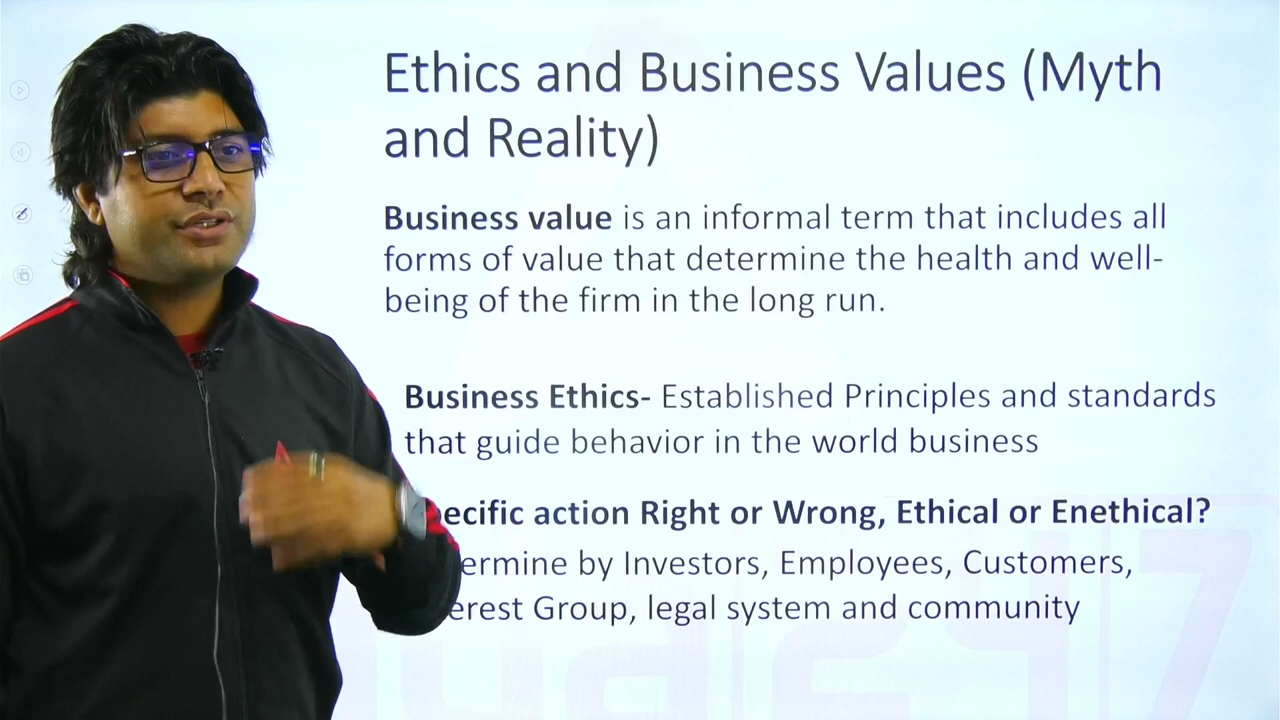 Ethics and Business Values (Myth
and Reality)
Business value is an informal term that includes all
forms of value that determine the health and well-
being of the firm in the long run.
Business Ethics- Established Principles and standards
that guide behavior in the world business
ecific action Right or Wrong, Ethical or Enethical?
ermine by Investors, Employees, Customers,
erest Group, legal system and community